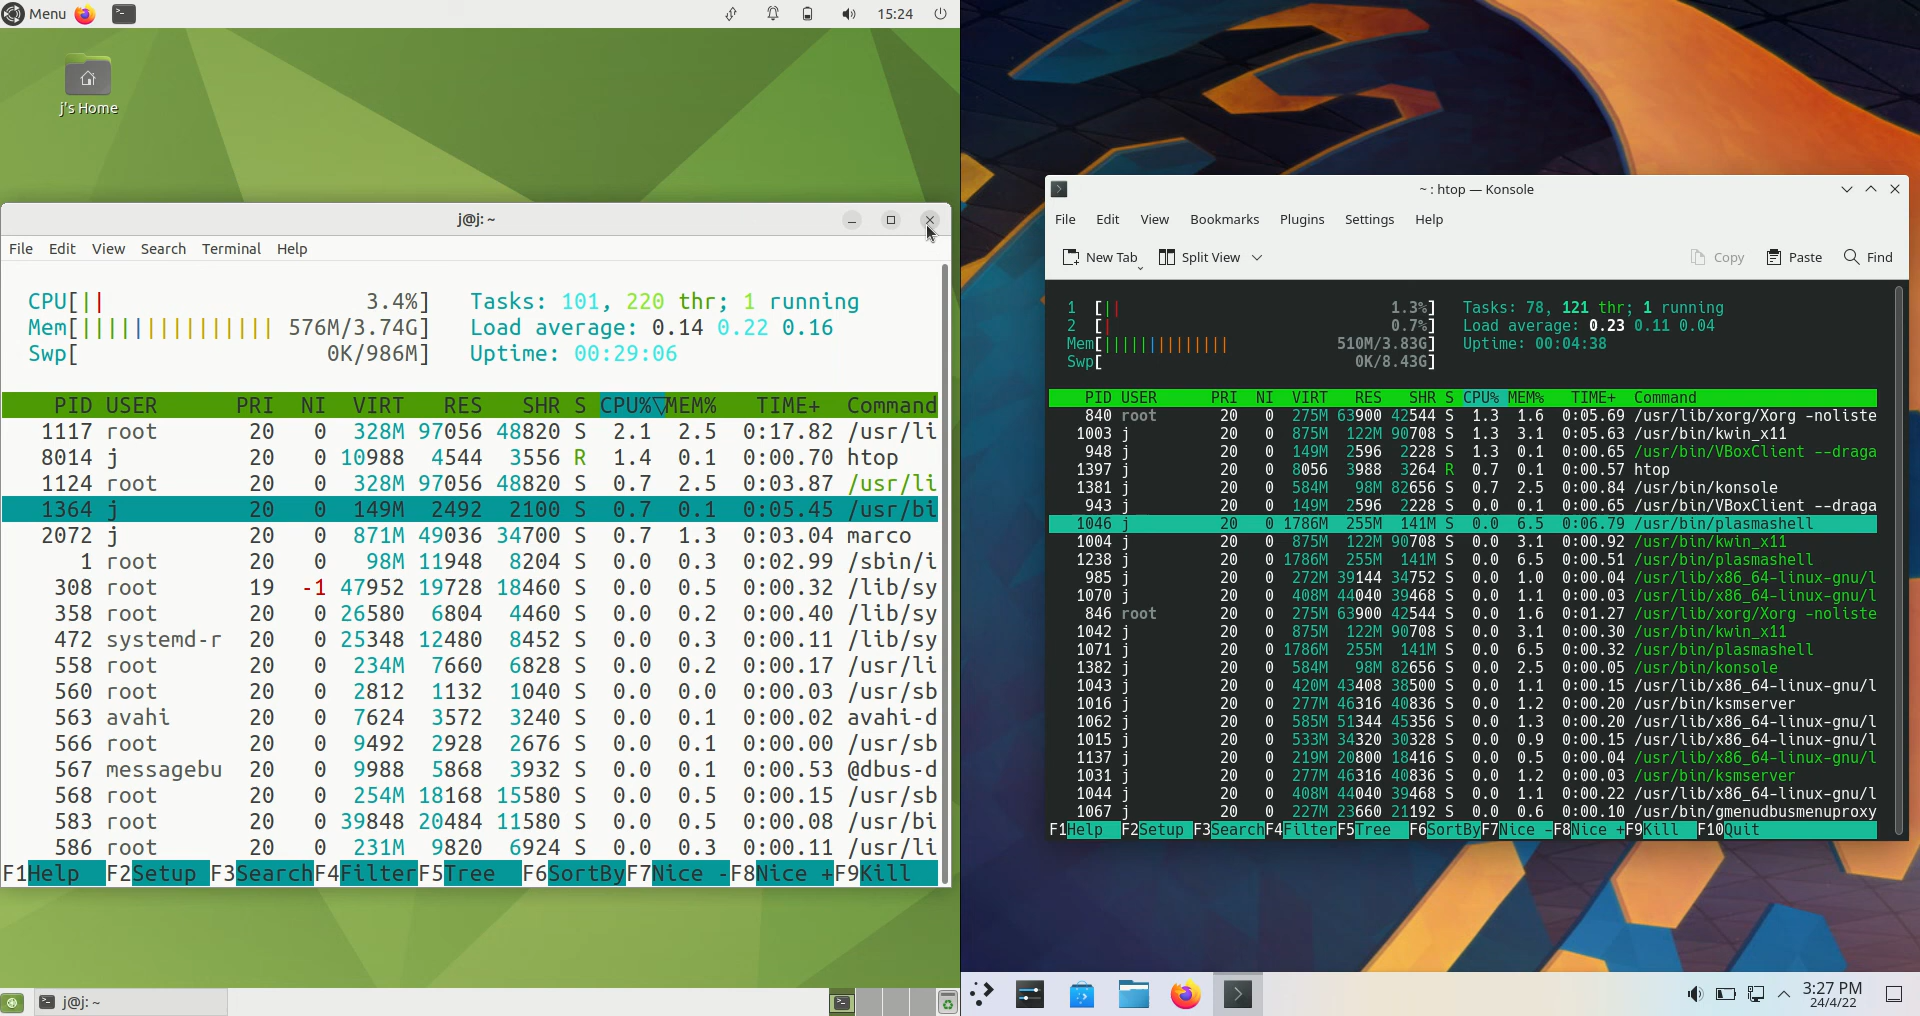 Menu
15:24
j's Home
j@j: ~
File Edit View Search Terminal Help
CPU[|| 3.4%] Tasks: 101, 220 thr; 1 running
Mem[||||||||||||||| 576M/3.74G] Load average: 0.14 0.22 0.16
Swp[ 0K/986M] Uptime: 00:29:06
PID USER PRI NI VIRT RES SHR S CPU%▽MEM% TIME+ Command
1117 root 20 0 328M 97056 48820 S 2.1 2.5 0:17.82 /usr/li
8014 j 20 0 10988 4544 3556 R 1.4 0.1 0:00.70 htop
1124 root 20 0 328M 97056 48820 S 0.7 2.5 0:03.87 /usr/li
1364 j 20 0 149M 2492 2100 S 0.7 0.1 0:05.45 /usr/bi
2072 j 20 0 871M 49036 34700 S 0.7 1.3 0:03.04 marco
1 root 20 0 98M 11948 8204 S 0.0 0.3 0:02.99 /sbin/i
308 root 19 -1 47952 19728 18460 S 0.0 0.5 0:00.32 /lib/sy
358 root 20 0 26580 6804 4460 S 0.0 0.2 0:00.40 /lib/sy
472 systemd-r 20 0 25348 12480 8452 S 0.0 0.3 0:00.11 /lib/sy
558 root 20 0 234M 7660 6828 S 0.0 0.2 0:00.17 /usr/li
560 root 20 0 2812 1132 1040 S 0.0 0.0 0:00.03 /usr/sb
563 avahi 20 0 7624 3572 3240 S 0.0 0.1 0:00.02 avahi-d
566 root 20 0 9492 2928 2676 S 0.0 0.1 0:00.00 /usr/sb
567 messagebu 20 0 9988 5868 3932 S 0.0 0.1 0:00.53 @dbus-d
568 root 20 0 254M 18168 15580 S 0.0 0.5 0:00.15 /usr/sb
583 root 20 0 39848 20484 11580 S 0.0 0.5 0:00.08 /usr/bi
586 root 20 0 231M 9820 6924 S 0.0 0.3 0:00.11 /usr/li
F1Help F2Setup F3SearchF4FilterF5Tree F6SortByF7Nice -F8Nice +F9Kill
j@j: ~
~ : htop — Konsole
File Edit View Bookmarks Plugins Settings Help
New Tab Split View Copy Paste Find
1 [|| 1.3%] Tasks: 78, 121 thr; 1 running
2 [| 0.7%] Load average: 0.23 0.11 0.04
Mem[|||||||||||||| 510M/3.83G] Uptime: 00:04:38
Swp[ 0K/8.43G]
PID USER PRI NI VIRT RES SHR S CPU% MEM% TIME+ Command
840 root 20 0 275M 63900 42544 S 1.3 1.6 0:05.69 /usr/lib/xorg/Xorg -noliste
1003 j 20 0 875M 122M 90708 S 1.3 3.1 0:05.63 /usr/bin/kwin_x11
948 j 20 0 149M 2596 2228 S 1.3 0.1 0:00.65 /usr/bin/VBoxClient --draga
1397 j 20 0 8056 3988 3264 R 0.7 0.1 0:00.57 htop
1381 j 20 0 584M 98M 82656 S 0.7 2.5 0:00.84 /usr/bin/konsole
943 j 20 0 149M 2596 2228 S 0.0 0.1 0:00.65 /usr/bin/VBoxClient --draga
1046 j 20 0 1786M 255M 141M S 0.0 6.5 0:06.79 /usr/bin/plasmashell
1004 j 20 0 875M 122M 90708 S 0.0 3.1 0:00.92 /usr/bin/kwin_x11
1238 j 20 0 1786M 255M 141M S 0.0 6.5 0:00.51 /usr/bin/plasmashell
985 j 20 0 272M 39144 34752 S 0.0 1.0 0:00.04 /usr/lib/x86_64-linux-gnu/l
1070 j 20 0 408M 44040 39468 S 0.0 1.1 0:00.03 /usr/lib/x86_64-linux-gnu/l
846 root 20 0 275M 63900 42544 S 0.0 1.6 0:01.27 /usr/lib/xorg/Xorg -noliste
1042 j 20 0 875M 122M 90708 S 0.0 3.1 0:00.30 /usr/bin/kwin_x11
1071 j 20 0 1786M 255M 141M S 0.0 6.5 0:00.32 /usr/bin/plasmashell
1382 j 20 0 584M 98M 82656 S 0.0 2.5 0:00.05 /usr/bin/konsole
1043 j 20 0 420M 43408 38500 S 0.0 1.1 0:00.15 /usr/lib/x86_64-linux-gnu/l
1016 j 20 0 277M 46316 40836 S 0.0 1.2 0:00.20 /usr/bin/ksmserver
1062 j 20 0 585M 51344 45356 S 0.0 1.3 0:00.20 /usr/lib/x86_64-linux-gnu/l
1015 j 20 0 533M 34320 30328 S 0.0 0.9 0:00.15 /usr/lib/x86_64-linux-gnu/l
1137 j 20 0 219M 20800 18416 S 0.0 0.5 0:00.04 /usr/lib/x86_64-linux-gnu/l
1031 j 20 0 277M 46316 40836 S 0.0 1.2 0:00.03 /usr/bin/ksmserver
1044 j 20 0 408M 44040 39468 S 0.0 1.1 0:00.22 /usr/lib/x86_64-linux-gnu/l
1067 j 20 0 227M 23660 21192 S 0.0 0.6 0:00.10 /usr/bin/gmenudbusmenuproxy
F1Help F2Setup F3SearchF4FilterF5Tree F6SortByF7Nice -F8Nice +F9Kill F10Quit
3:27 PM
24/4/22